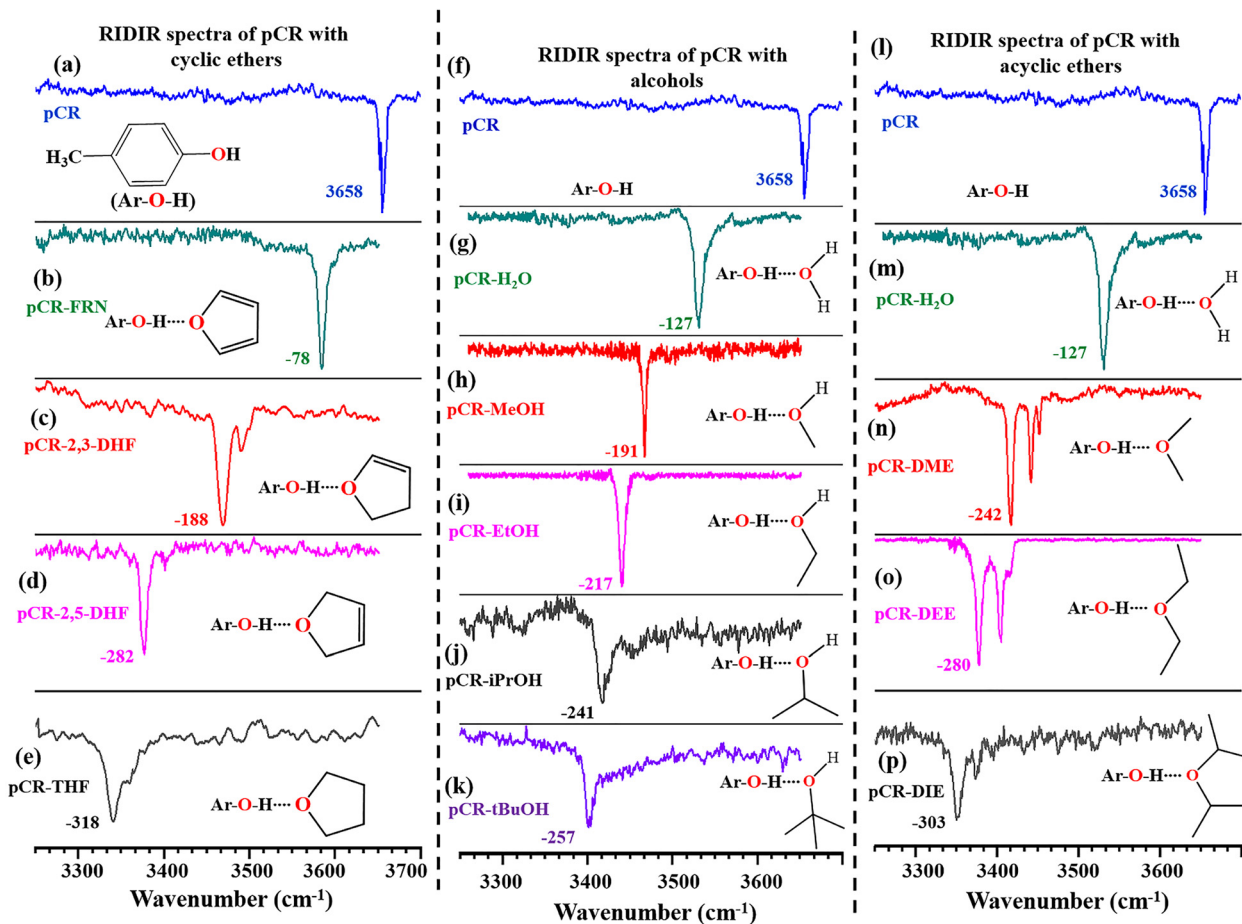 RIDIR spectra of pCR with
cyclic ethers
(a)
pCR
H₃C
OH
(Ar-O-H)
3658
(b)
pCR-FRN
Ar-O-H
O
-78
(c)
pCR-2,3-DHF
Ar-O-H
O
-188
(d)
pCR-2,5-DHF
Ar-O-H
O
-282
(e)
pCR-THF
Ar-O-H
O
-318
3300 3400 3500 3600 3700
Wavenumber (cm⁻¹)
RIDIR spectra of pCR with
alcohols
(f)
pCR
Ar-O-H
3658
(g)
pCR-H₂O
Ar-O-H
O
H
H
-127
(h)
pCR-MeOH
Ar-O-H
O
H
-191
(i)
pCR-EtOH
Ar-O-H
O
H
-217
(j)
pCR-iPrOH
Ar-O-H
O
H
-241
(k)
pCR-tBuOH
Ar-O-H
O
H
-257
3300 3400 3500 3600
Wavenumber (cm⁻¹)
RIDIR spectra of pCR with
acyclic ethers
(l)
pCR
Ar-O-H
3658
(m)
pCR-H₂O
Ar-O-H
O
H
H
-127
(n)
pCR-DME
Ar-O-H
O
-242
(o)
pCR-DEE
Ar-O-H
O
-280
(p)
pCR-DIE
Ar-O-H
O
-303
3300 3400 3500 3600
Wavenumber (cm⁻¹)